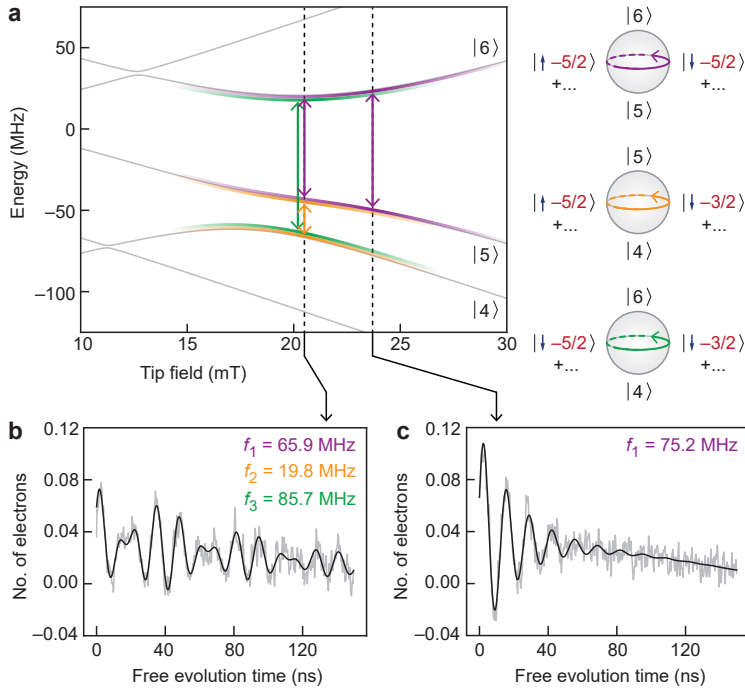 a
50
0
−50
−100
Energy (MHz)
10
15
20
25
30
Tip field (mT)
|6⟩
|5⟩
|4⟩
|6⟩
|↑ −5/2⟩ |↓ −5/2⟩
+... +...
|5⟩
|5⟩
|↑ −5/2⟩ |↓ −3/2⟩
+... +...
|4⟩
|6⟩
|↓ −5/2⟩ |↓ −3/2⟩
+... +...
|4⟩
b
0.12
0.08
0.04
0.00
−0.04
No. of electrons
f1 = 65.9 MHz
f2 = 19.8 MHz
f3 = 85.7 MHz
0 40 80 120
Free evolution time (ns)
c
0.12
0.08
0.04
0.00
−0.04
No. of electrons
f1 = 75.2 MHz
0 40 80 120
Free evolution time (ns)